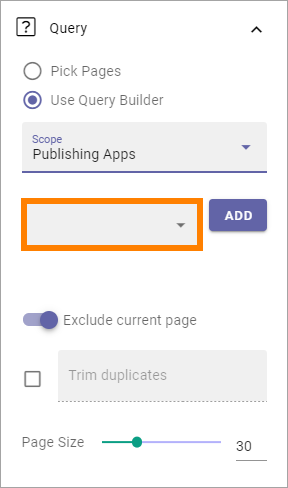 Query
Pick Pages
Use Query Builder
Scope
Publishing Apps
ADD
Exclude current page
Trim duplicates
Page Size
30